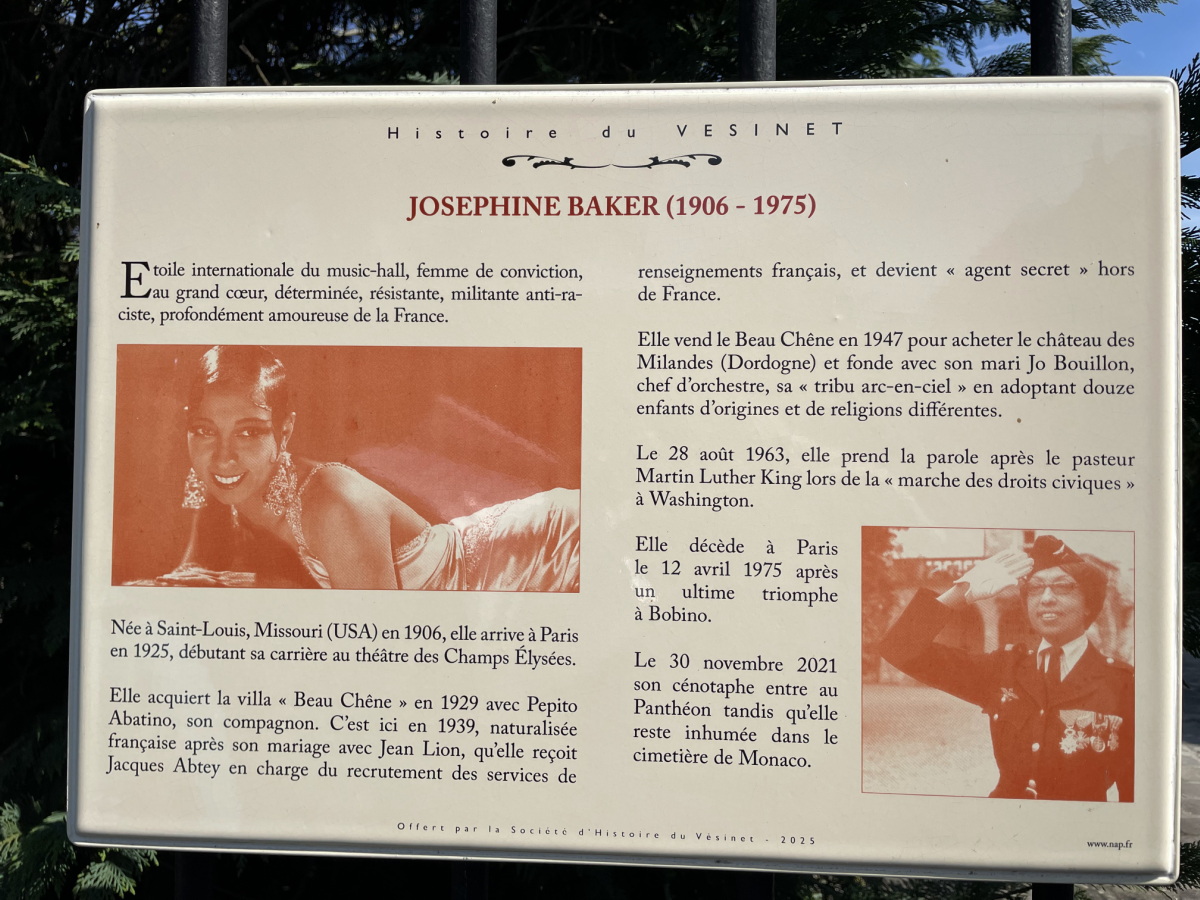 Histoire du VESINET
JOSEPHINE BAKER (1906 - 1975)
Etoile internationale du music-hall, femme de conviction,
au grand cœur, déterminée, résistante, militante anti-ra-
ciste, profondément amoureuse de la France.
Née à Saint-Louis, Missouri (USA) en 1906, elle arrive à Paris
en 1925, débutant sa carrière au théâtre des Champs Élysées.
Elle acquiert la villa « Beau Chêne » en 1929 avec Pepito
Abatino, son compagnon. C'est ici en 1939, naturalisée
française après son mariage avec Jean Lion, qu'elle reçoit
Jacques Abtey en charge du recrutement des services de
renseignements français, et devient « agent secret » hors
de France.
Elle vend le Beau Chêne en 1947 pour acheter le château des
Milandes (Dordogne) et fonde avec son mari Jo Bouillon,
chef d'orchestre, sa « tribu arc-en-ciel » en adoptant douze
enfants d'origines et de religions différentes.
Le 28 août 1963, elle prend la parole après le pasteur
Martin Luther King lors de la « marche des droits civiques »
à Washington.
Elle décède à Paris
le 12 avril 1975 après
un ultime triomphe
à Bobino.
Le 30 novembre 2021
son cénotaphe entre au
Panthéon tandis qu'elle
reste inhumée dans le
cimetière de Monaco.
Offert par la Société d'Histoire du Vésinet - 2025
www.nap.fr